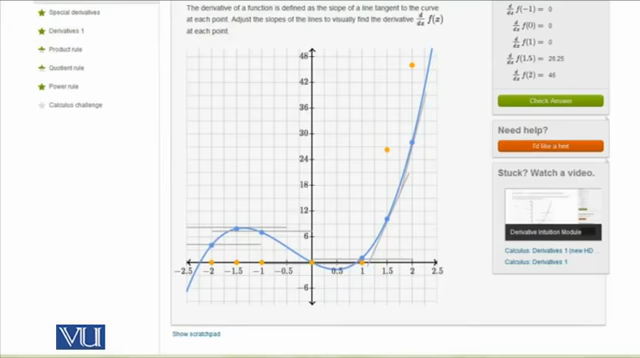 Special derivatives
Derivatives 1
Product rule
Quotient rule
Power rule
Calculus challenge
The derivative of a function is defined as the slope of a line tangent to the curve
at each point. Adjust the slopes of the lines to visually find the derivative d/dx f(x)
at each point.
48
42
36
30
24
18
12
6
−6
−2.5 −2 −1.5 −1 −0.5 0.5 1 1.5 2 2.5
d/dx f(−1) = 0
d/dx f(0) = 0
d/dx f(1) = 0
d/dx f(1.5) = 26.25
d/dx f(2) = 46
Check Answer
Need help?
I'd like a hint
Stuck? Watch a video.
Derivative Intuition Module
Calculus: Derivatives 1 (new HD ...
Calculus: Derivatives 1
Show scratchpad
VU